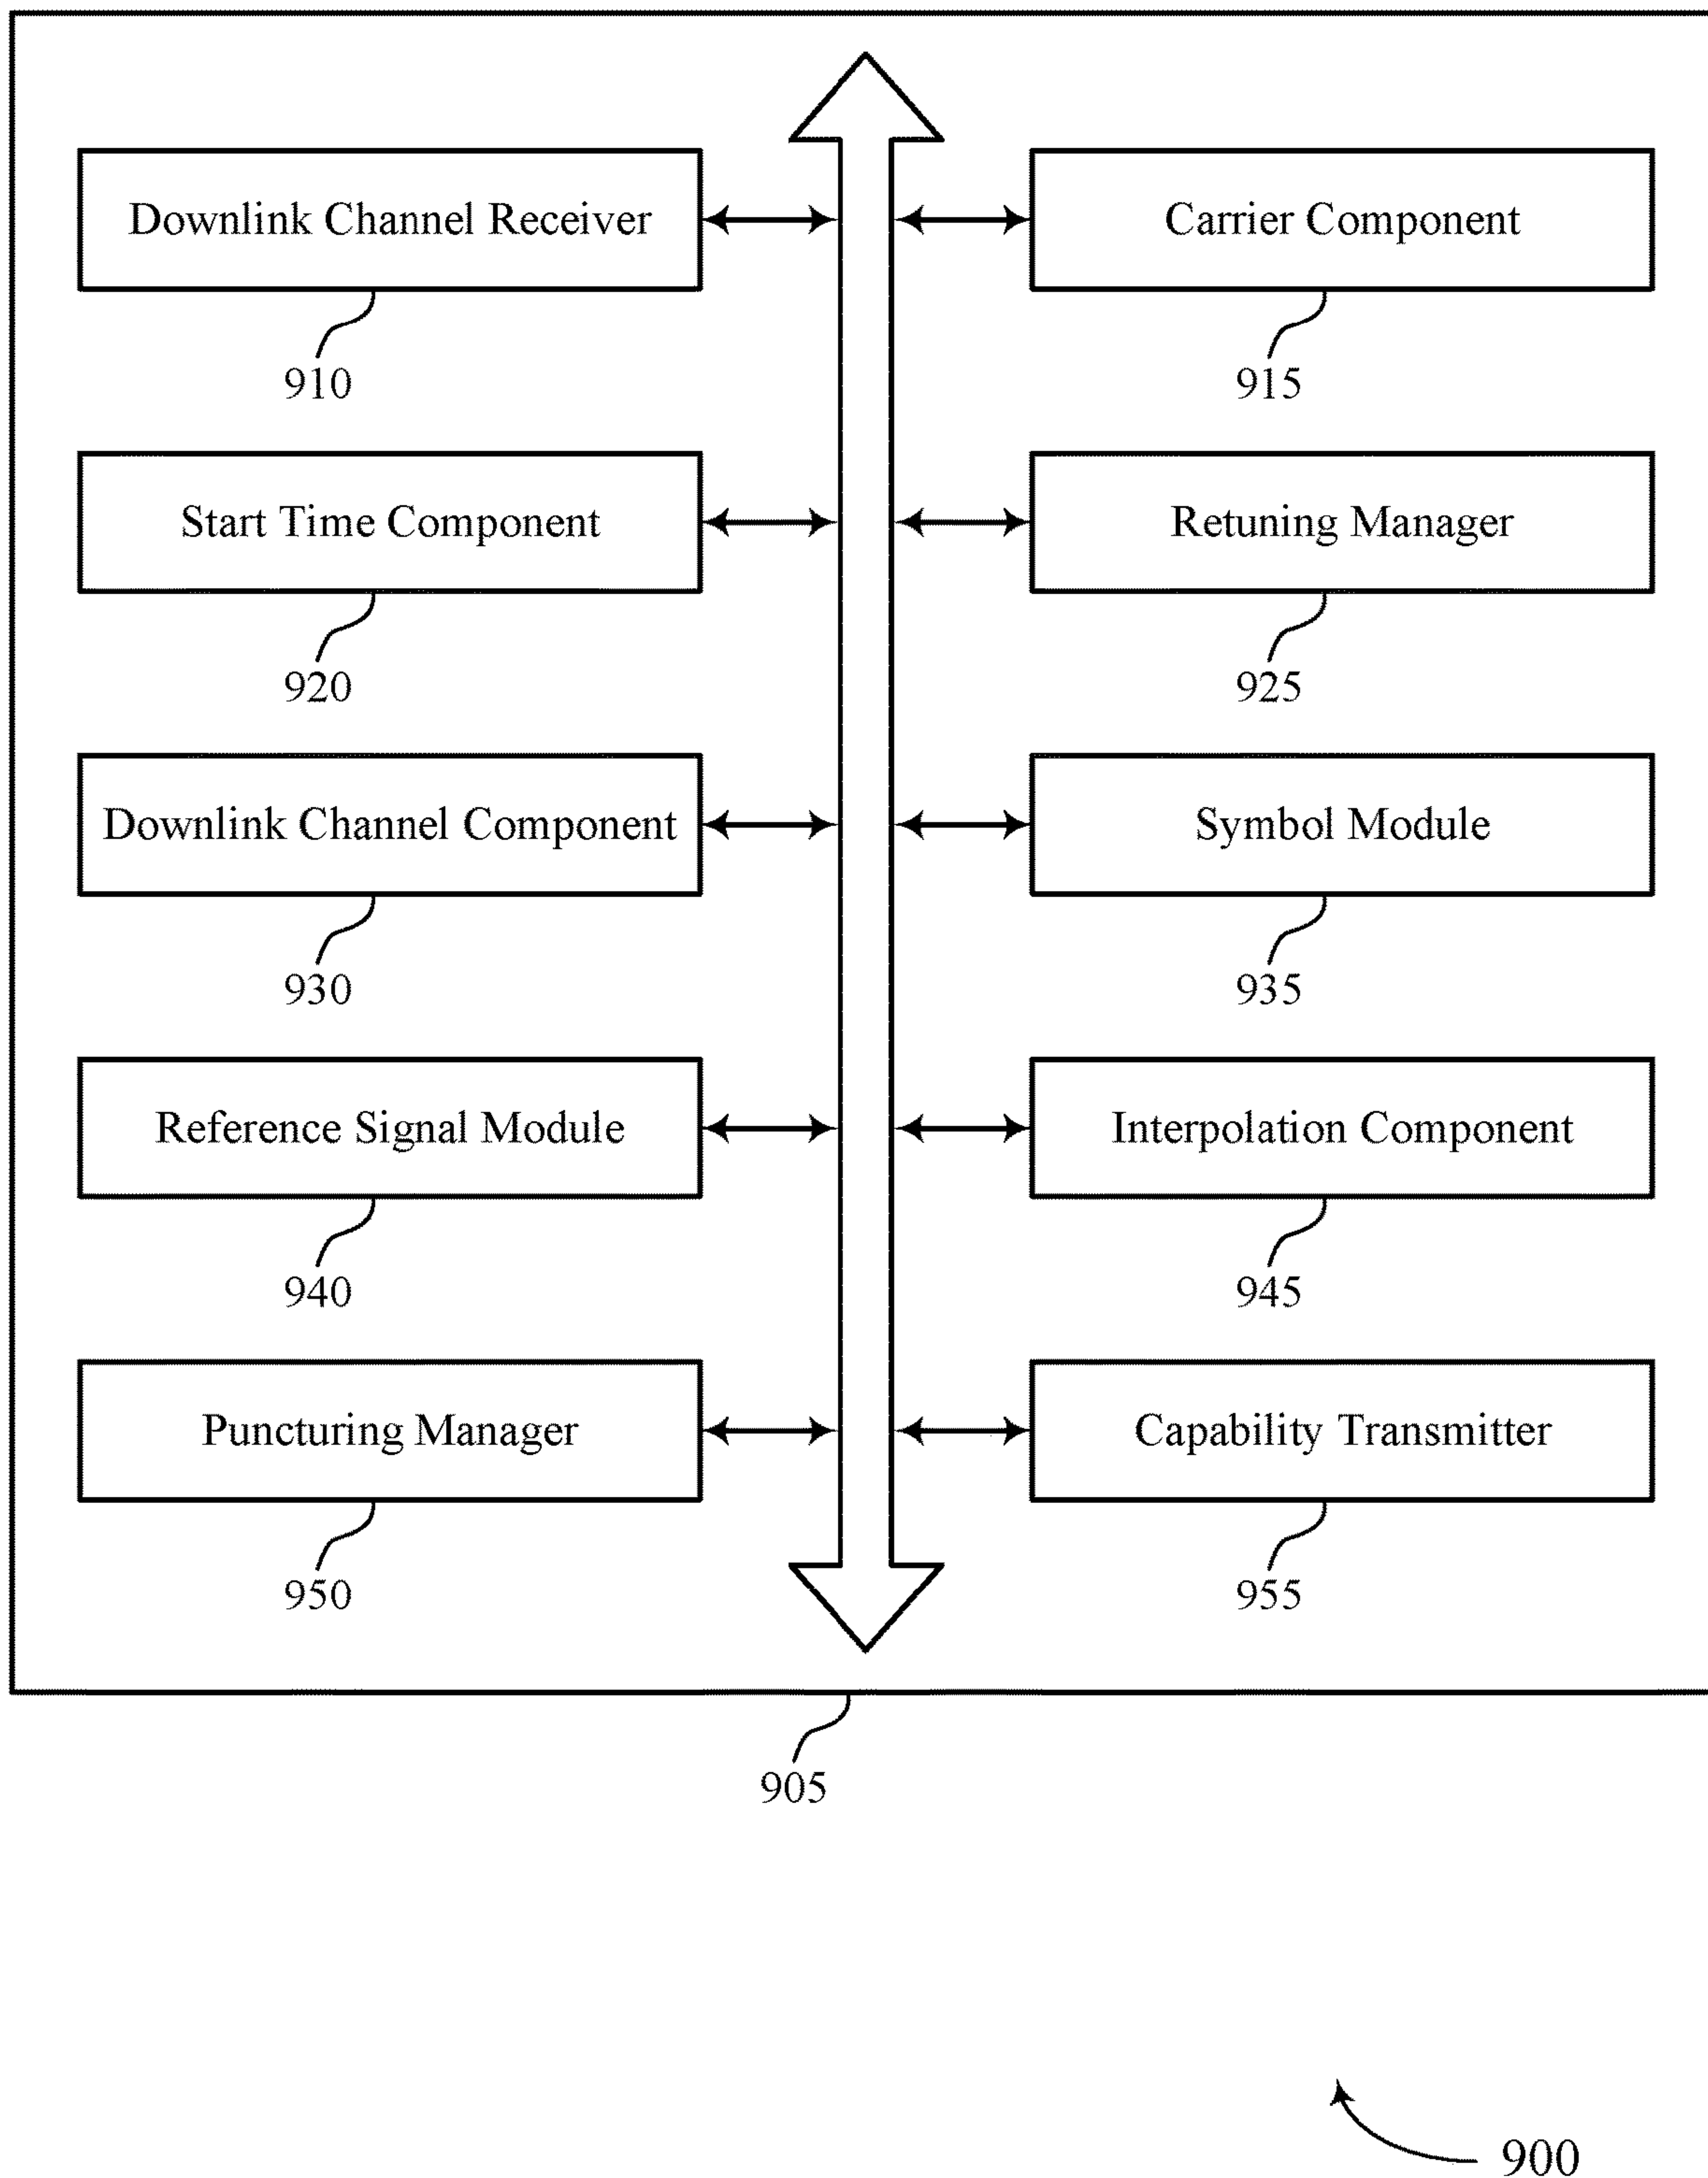 Downlink Channel Receiver
910
Carrier Component
915
Start Time Component
920
Retuning Manager
925
Downlink Channel Component
930
Symbol Module
935
Reference Signal Module
940
Interpolation Component
945
Puncturing Manager
950
Capability Transmitter
955
905
900